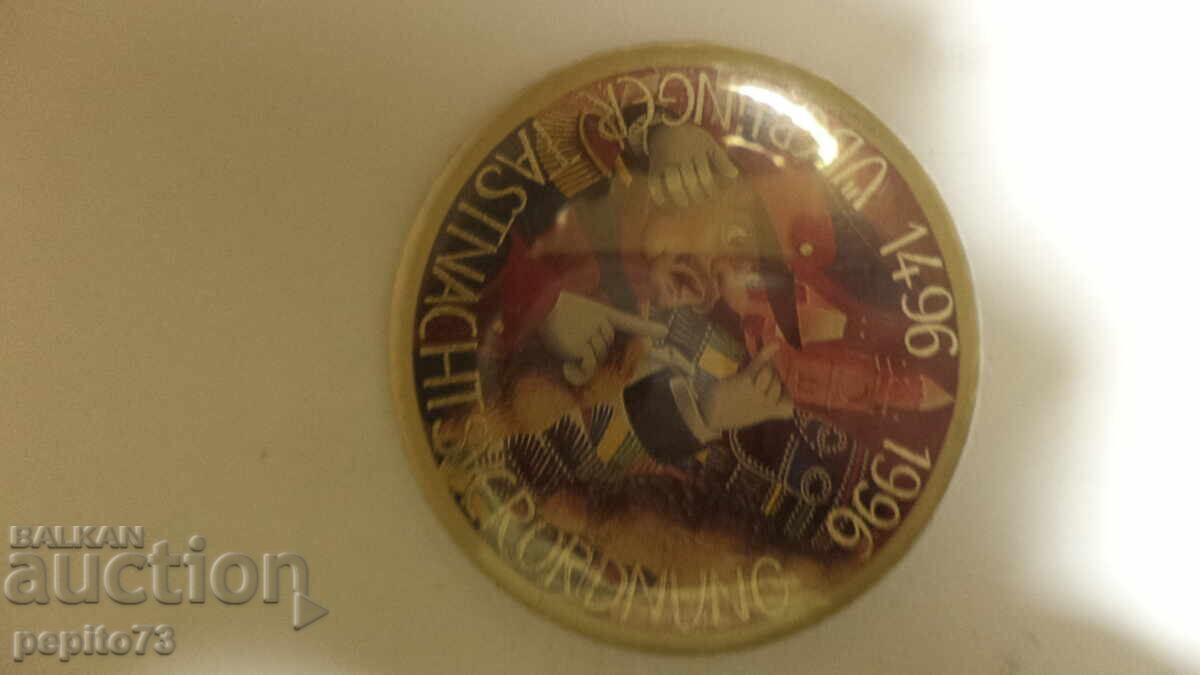 ÜBERLINGER
FASTNACHTSVERORDNUNG
1496 1996
BALKAN
auction
pepito73